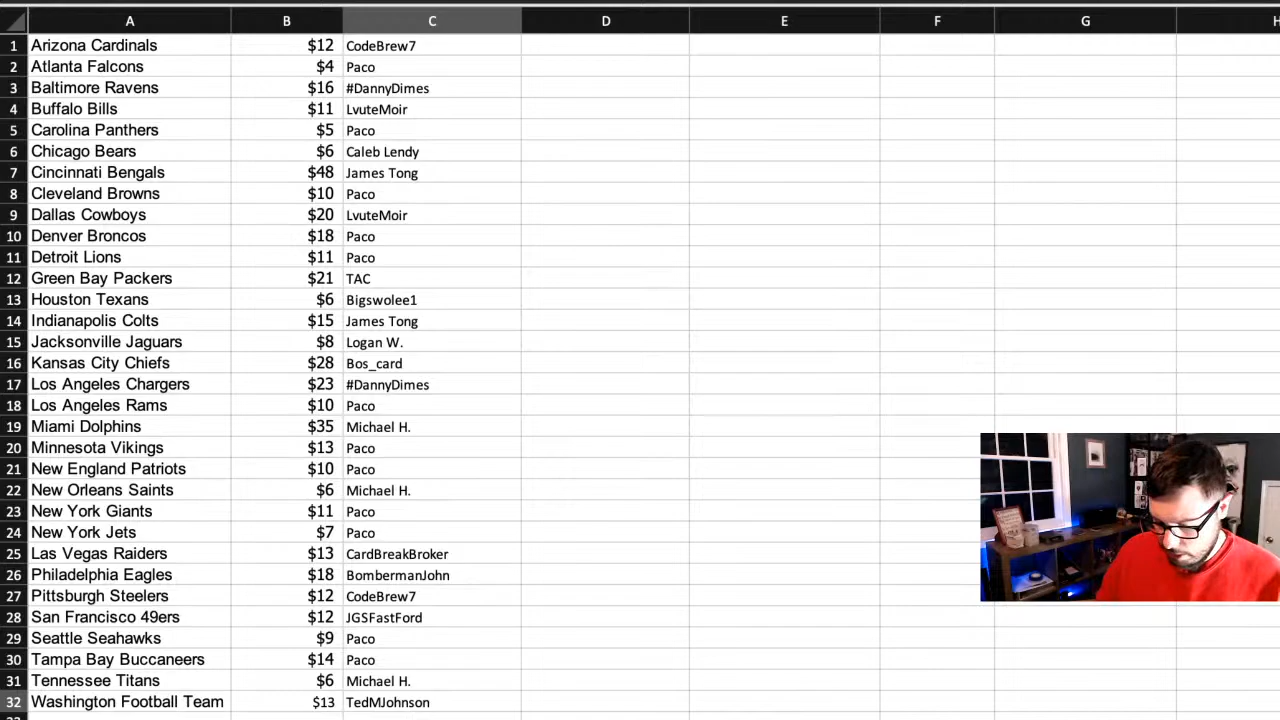 A B C D E F G H
1 Arizona Cardinals $12 CodeBrew7
2 Atlanta Falcons $4 Paco
3 Baltimore Ravens $16 #DannyDimes
4 Buffalo Bills $11 LvuteMoir
5 Carolina Panthers $5 Paco
6 Chicago Bears $6 Caleb Lendy
7 Cincinnati Bengals $48 James Tong
8 Cleveland Browns $10 Paco
9 Dallas Cowboys $20 LvuteMoir
10 Denver Broncos $18 Paco
11 Detroit Lions $11 Paco
12 Green Bay Packers $21 TAC
13 Houston Texans $6 Bigswolee1
14 Indianapolis Colts $15 James Tong
15 Jacksonville Jaguars $8 Logan W.
16 Kansas City Chiefs $28 Bos_card
17 Los Angeles Chargers $23 #DannyDimes
18 Los Angeles Rams $10 Paco
19 Miami Dolphins $35 Michael H.
20 Minnesota Vikings $13 Paco
21 New England Patriots $10 Paco
22 New Orleans Saints $6 Michael H.
23 New York Giants $11 Paco
24 New York Jets $7 Paco
25 Las Vegas Raiders $13 CardBreakBroker
26 Philadelphia Eagles $18 BombermanJohn
27 Pittsburgh Steelers $12 CodeBrew7
28 San Francisco 49ers $12 JGSFastFord
29 Seattle Seahawks $9 Paco
30 Tampa Bay Buccaneers $14 Paco
31 Tennessee Titans $6 Michael H.
32 Washington Football Team $13 TedMJohnson